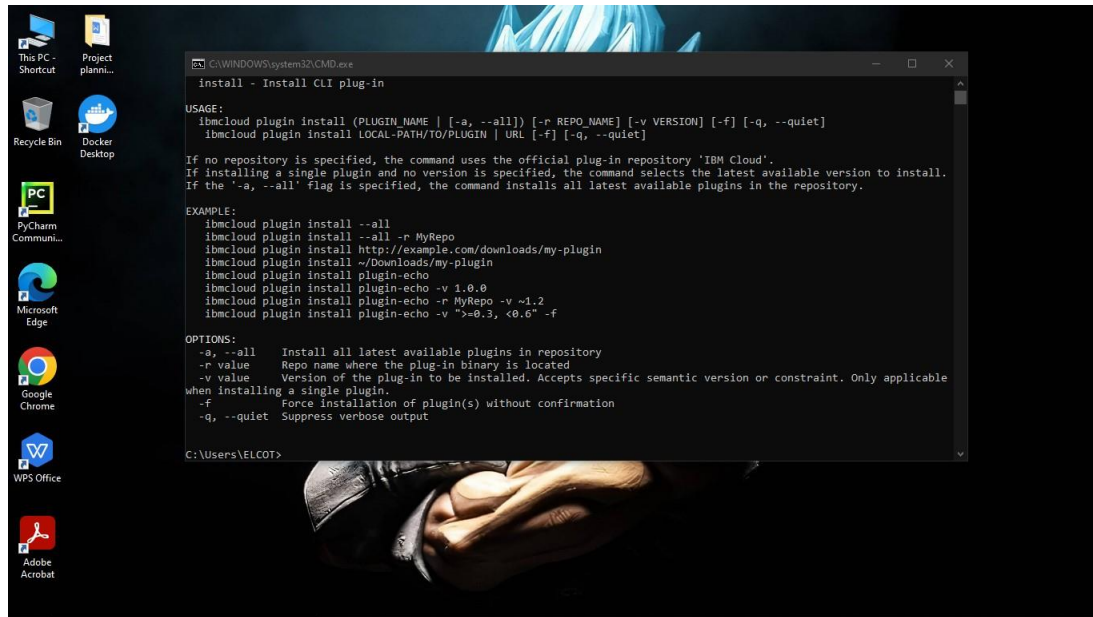 This PC -
Shortcut
Project
planni...
Recycle Bin
Docker
Desktop
PC
PyCharm
Communi...
Microsoft
Edge
Google
Chrome
WPS Office
Adobe
Acrobat
C:\WINDOWS\system32\CMD.exe
install - Install CLI plug-in
USAGE:
ibmcloud plugin install (PLUGIN_NAME | [-a, --all]) [-r REPO_NAME] [-v VERSION] [-f] [-q, --quiet]
ibmcloud plugin install LOCAL-PATH/TO/PLUGIN | URL [-f] [-q, --quiet]
If no repository is specified, the command uses the official plug-in repository 'IBM Cloud'.
If installing a single plugin and no version is specified, the command selects the latest available version to install.
If the '-a, --all' flag is specified, the command installs all latest available plugins in the repository.
EXAMPLE:
ibmcloud plugin install --all
ibmcloud plugin install --all -r MyRepo
ibmcloud plugin install http://example.com/downloads/my-plugin
ibmcloud plugin install ~/Downloads/my-plugin
ibmcloud plugin install plugin-echo
ibmcloud plugin install plugin-echo -v 1.0.0
ibmcloud plugin install plugin-echo -r MyRepo -v ~1.2
ibmcloud plugin install plugin-echo -v ">=0.3, <0.6" -f
OPTIONS:
-a, --all    Install all latest available plugins in repository
-r value     Repo name where the plug-in binary is located
-v value     Version of the plug-in to be installed. Accepts specific semantic version or constraint. Only applicable
when installing a single plugin.
-f           Force installation of plugin(s) without confirmation
-q, --quiet  Suppress verbose output
C:\Users\ELCOT>